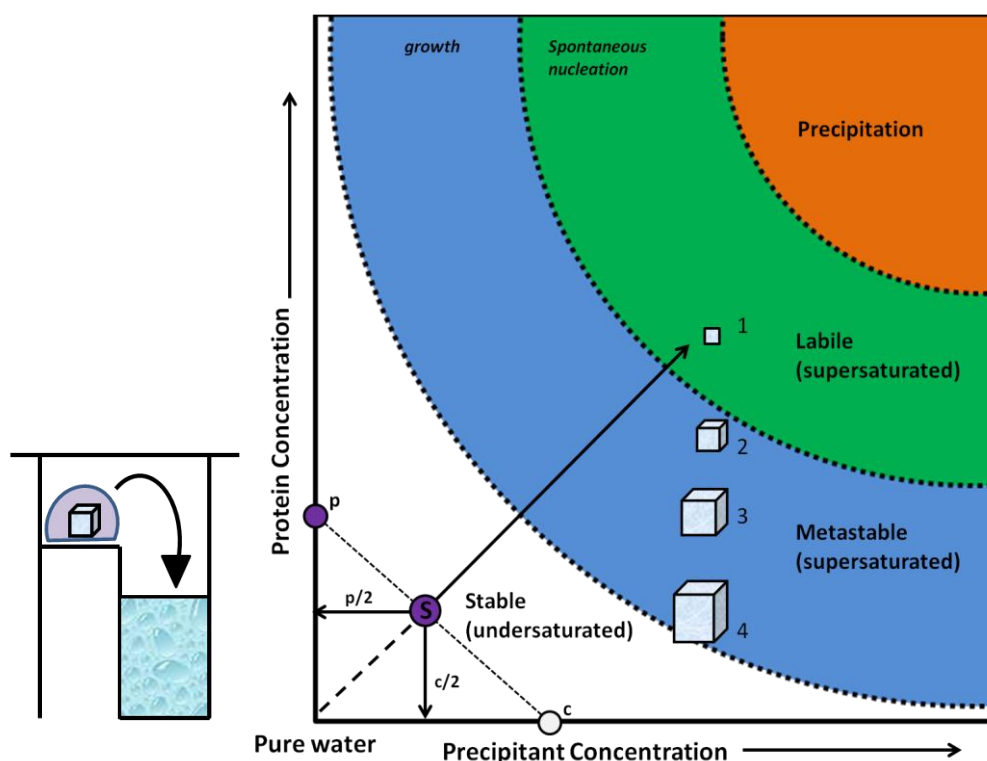 growth
Spontaneous
nucleation
Precipitation
1
Labile
(supersaturated)
2
3
Metastable
(supersaturated)
4
Protein Concentration
p
S
p/2
Stable
(undersaturated)
c/2
c
Pure water
Precipitant Concentration